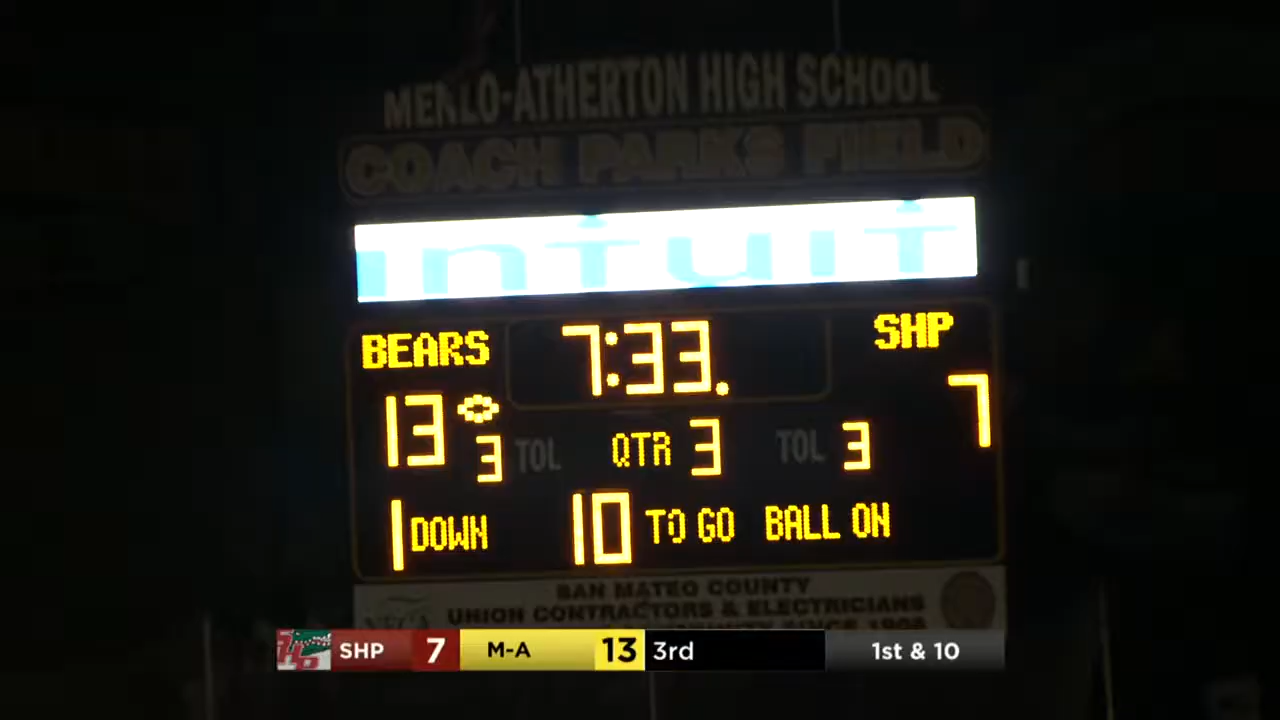 MENLO-ATHERTON HIGH SCHOOL
COACH PARKS FIELD
intuit
BEARS 7:33. SHP
13 3 TOL QTR 3 TOL 3 7
1 DOWN 10 TO GO BALL ON
SAN MATEO COUNTY
UNION CONTRACTORS & ELECTRICIANS
SINCE
SHP 7 M-A 13 3rd 1st & 10